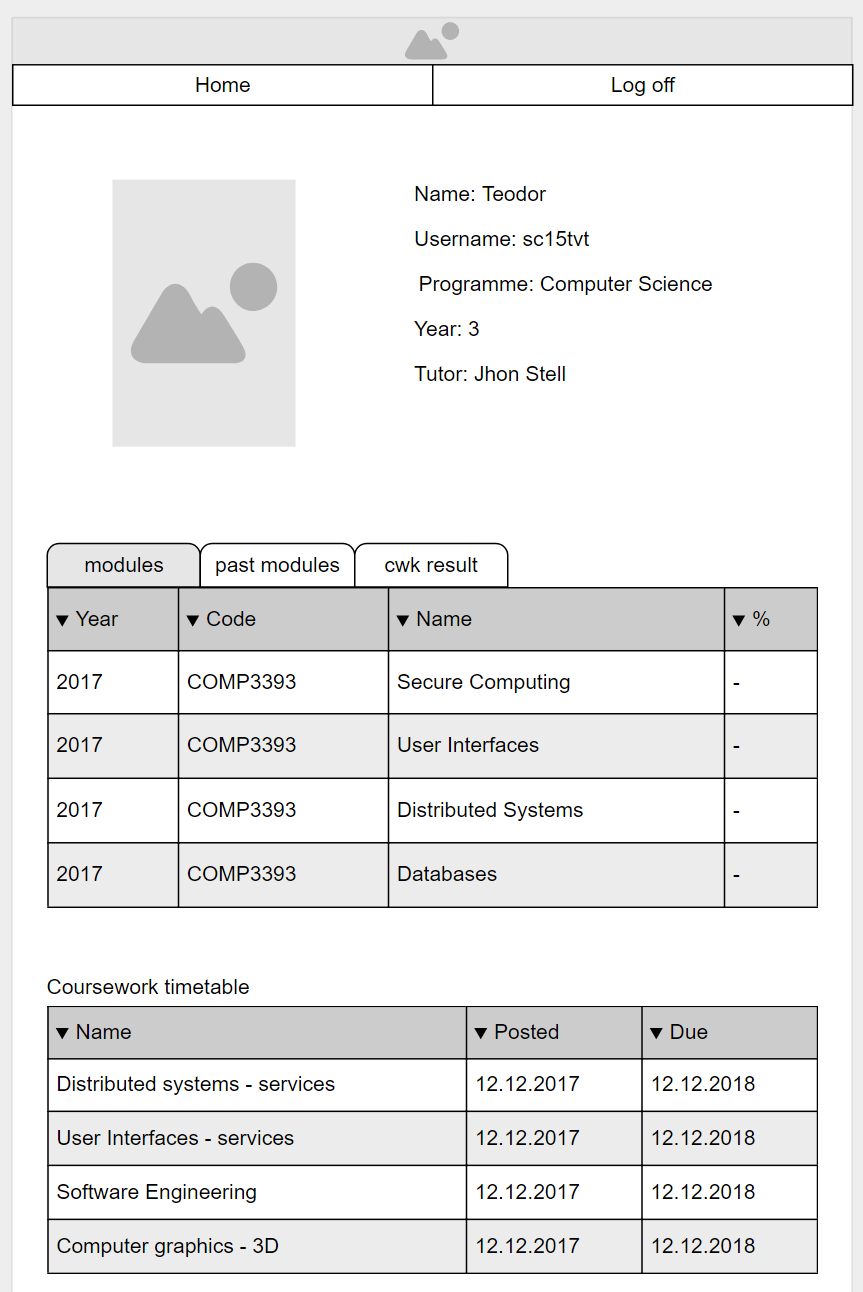 Home Log off
Name: Teodor
Username: sc15tvt
Programme: Computer Science
Year: 3
Tutor: Jhon Stell
modules past modules cwk result
▼ Year ▼ Code ▼ Name ▼ %
2017 COMP3393 Secure Computing -
2017 COMP3393 User Interfaces -
2017 COMP3393 Distributed Systems -
2017 COMP3393 Databases -
Coursework timetable
▼ Name ▼ Posted ▼ Due
Distributed systems - services 12.12.2017 12.12.2018
User Interfaces - services 12.12.2017 12.12.2018
Software Engineering 12.12.2017 12.12.2018
Computer graphics - 3D 12.12.2017 12.12.2018